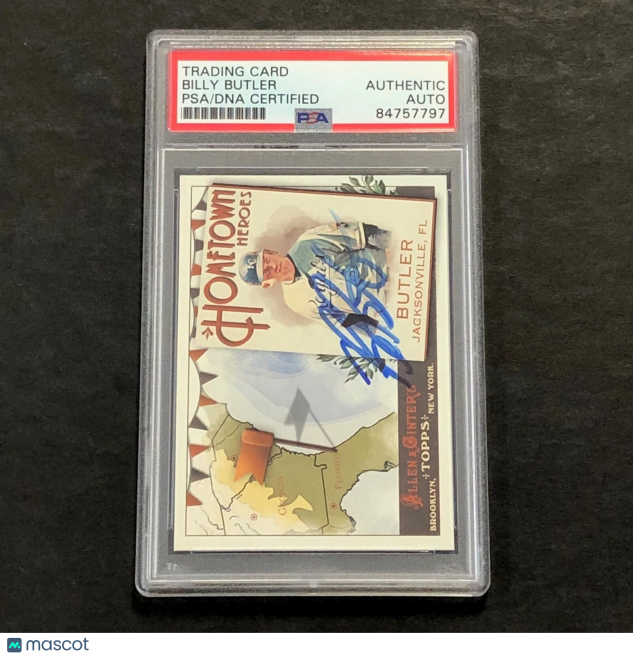 TRADING CARD
BILLY BUTLER
PSA/DNA CERTIFIED
AUTHENTIC
AUTO
84757797
PSA
HOMETOWN
HEROES
BUTLER
JACKSONVILLE, FL
ALLEN & GINTER'S
TOPPS
BROOKLYN, NEW YORK.
FLORIDA
mascot